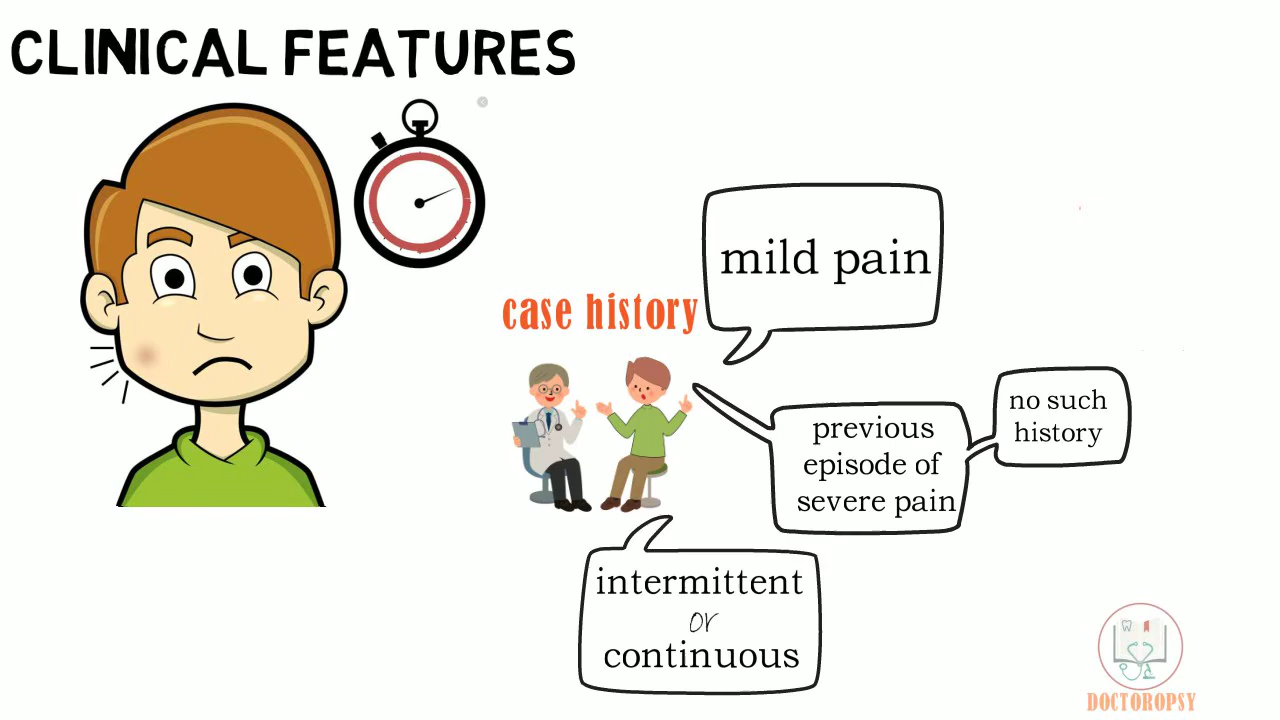 CLINICAL FEATURES
case history
mild pain
previous
episode of
severe pain
no such
history
intermittent
or
continuous
DOCTOROPSY